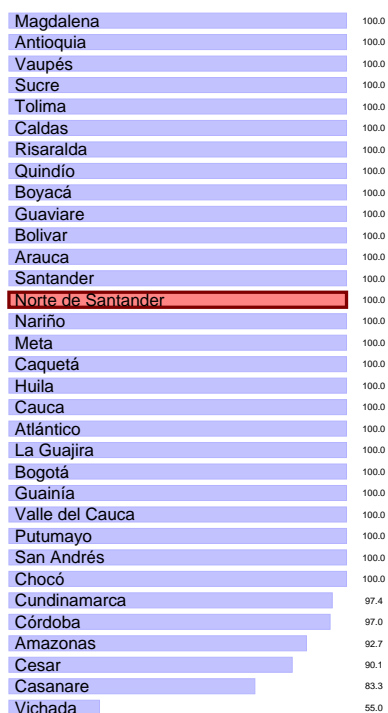 Magdalena 100.0
Antioquia 100.0
Vaupés 100.0
Sucre 100.0
Tolima 100.0
Caldas 100.0
Risaralda 100.0
Quindío 100.0
Boyacá 100.0
Guaviare 100.0
Bolivar 100.0
Arauca 100.0
Santander 100.0
Norte de Santander 100.0
Nariño 100.0
Meta 100.0
Caquetá 100.0
Huila 100.0
Cauca 100.0
Atlántico 100.0
La Guajira 100.0
Bogotá 100.0
Guainía 100.0
Valle del Cauca 100.0
Putumayo 100.0
San Andrés 100.0
Chocó 100.0
Cundinamarca 97.4
Córdoba 97.0
Amazonas 92.7
Cesar 90.1
Casanare 83.3
Vichada 55.0